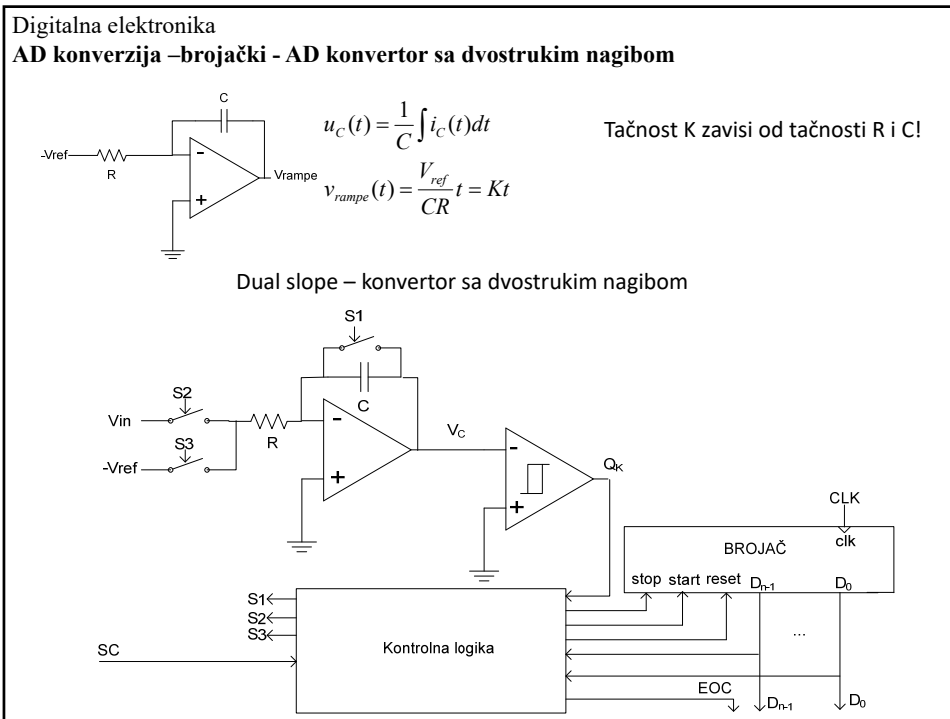 Digitalna elektronika
AD konverzija –brojački - AD konvertor sa dvostrukim nagibom
C
-Vref
R
Vrampe
-
+
u_C(t) = \frac{1}{C} \int i_C(t)dt
v_{rampe}(t) = \frac{V_{ref}}{CR} t = Kt
Tačnost K zavisi od tačnosti R i C!
Dual slope – konvertor sa dvostrukim nagibom
S1
C
S2
Vin
S3
-Vref
R
-
+
V_C
-
+
Q_K
CLK
clk
BROJAČ
stop start reset D_{n-1} D_0
S1
S2
S3
SC
Kontrolna logika
...
EOC
D_{n-1} D_0